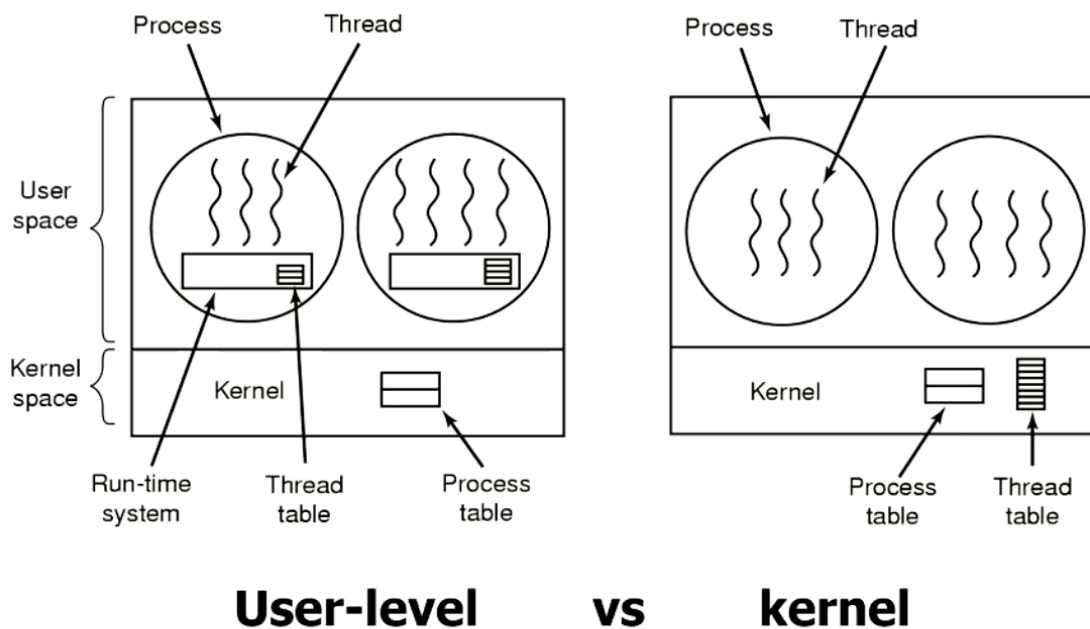 Process
Thread
Process
Thread
User
space
Kernel
space
Kernel
Kernel
Run-time
system
Thread
table
Process
table
Process
table
Thread
table
User-level vs kernel